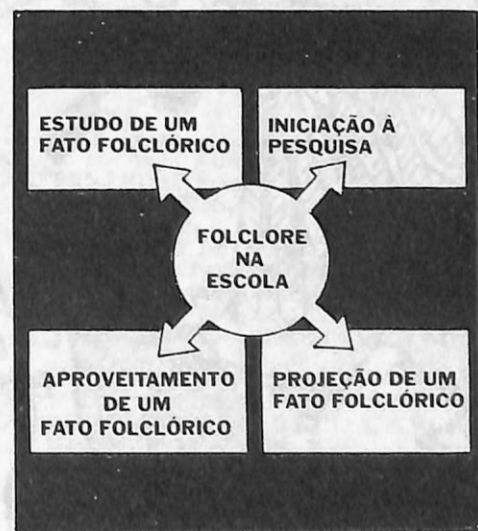 ESTUDO DE UM
FATO FOLCLÓRICO
INICIAÇÃO À
PESQUISA
FOLCLORE
NA
ESCOLA
APROVEITAMENTO
DE UM
FATO FOLCLÓRICO
PROJEÇÃO DE UM
FATO FOLCLÓRICO